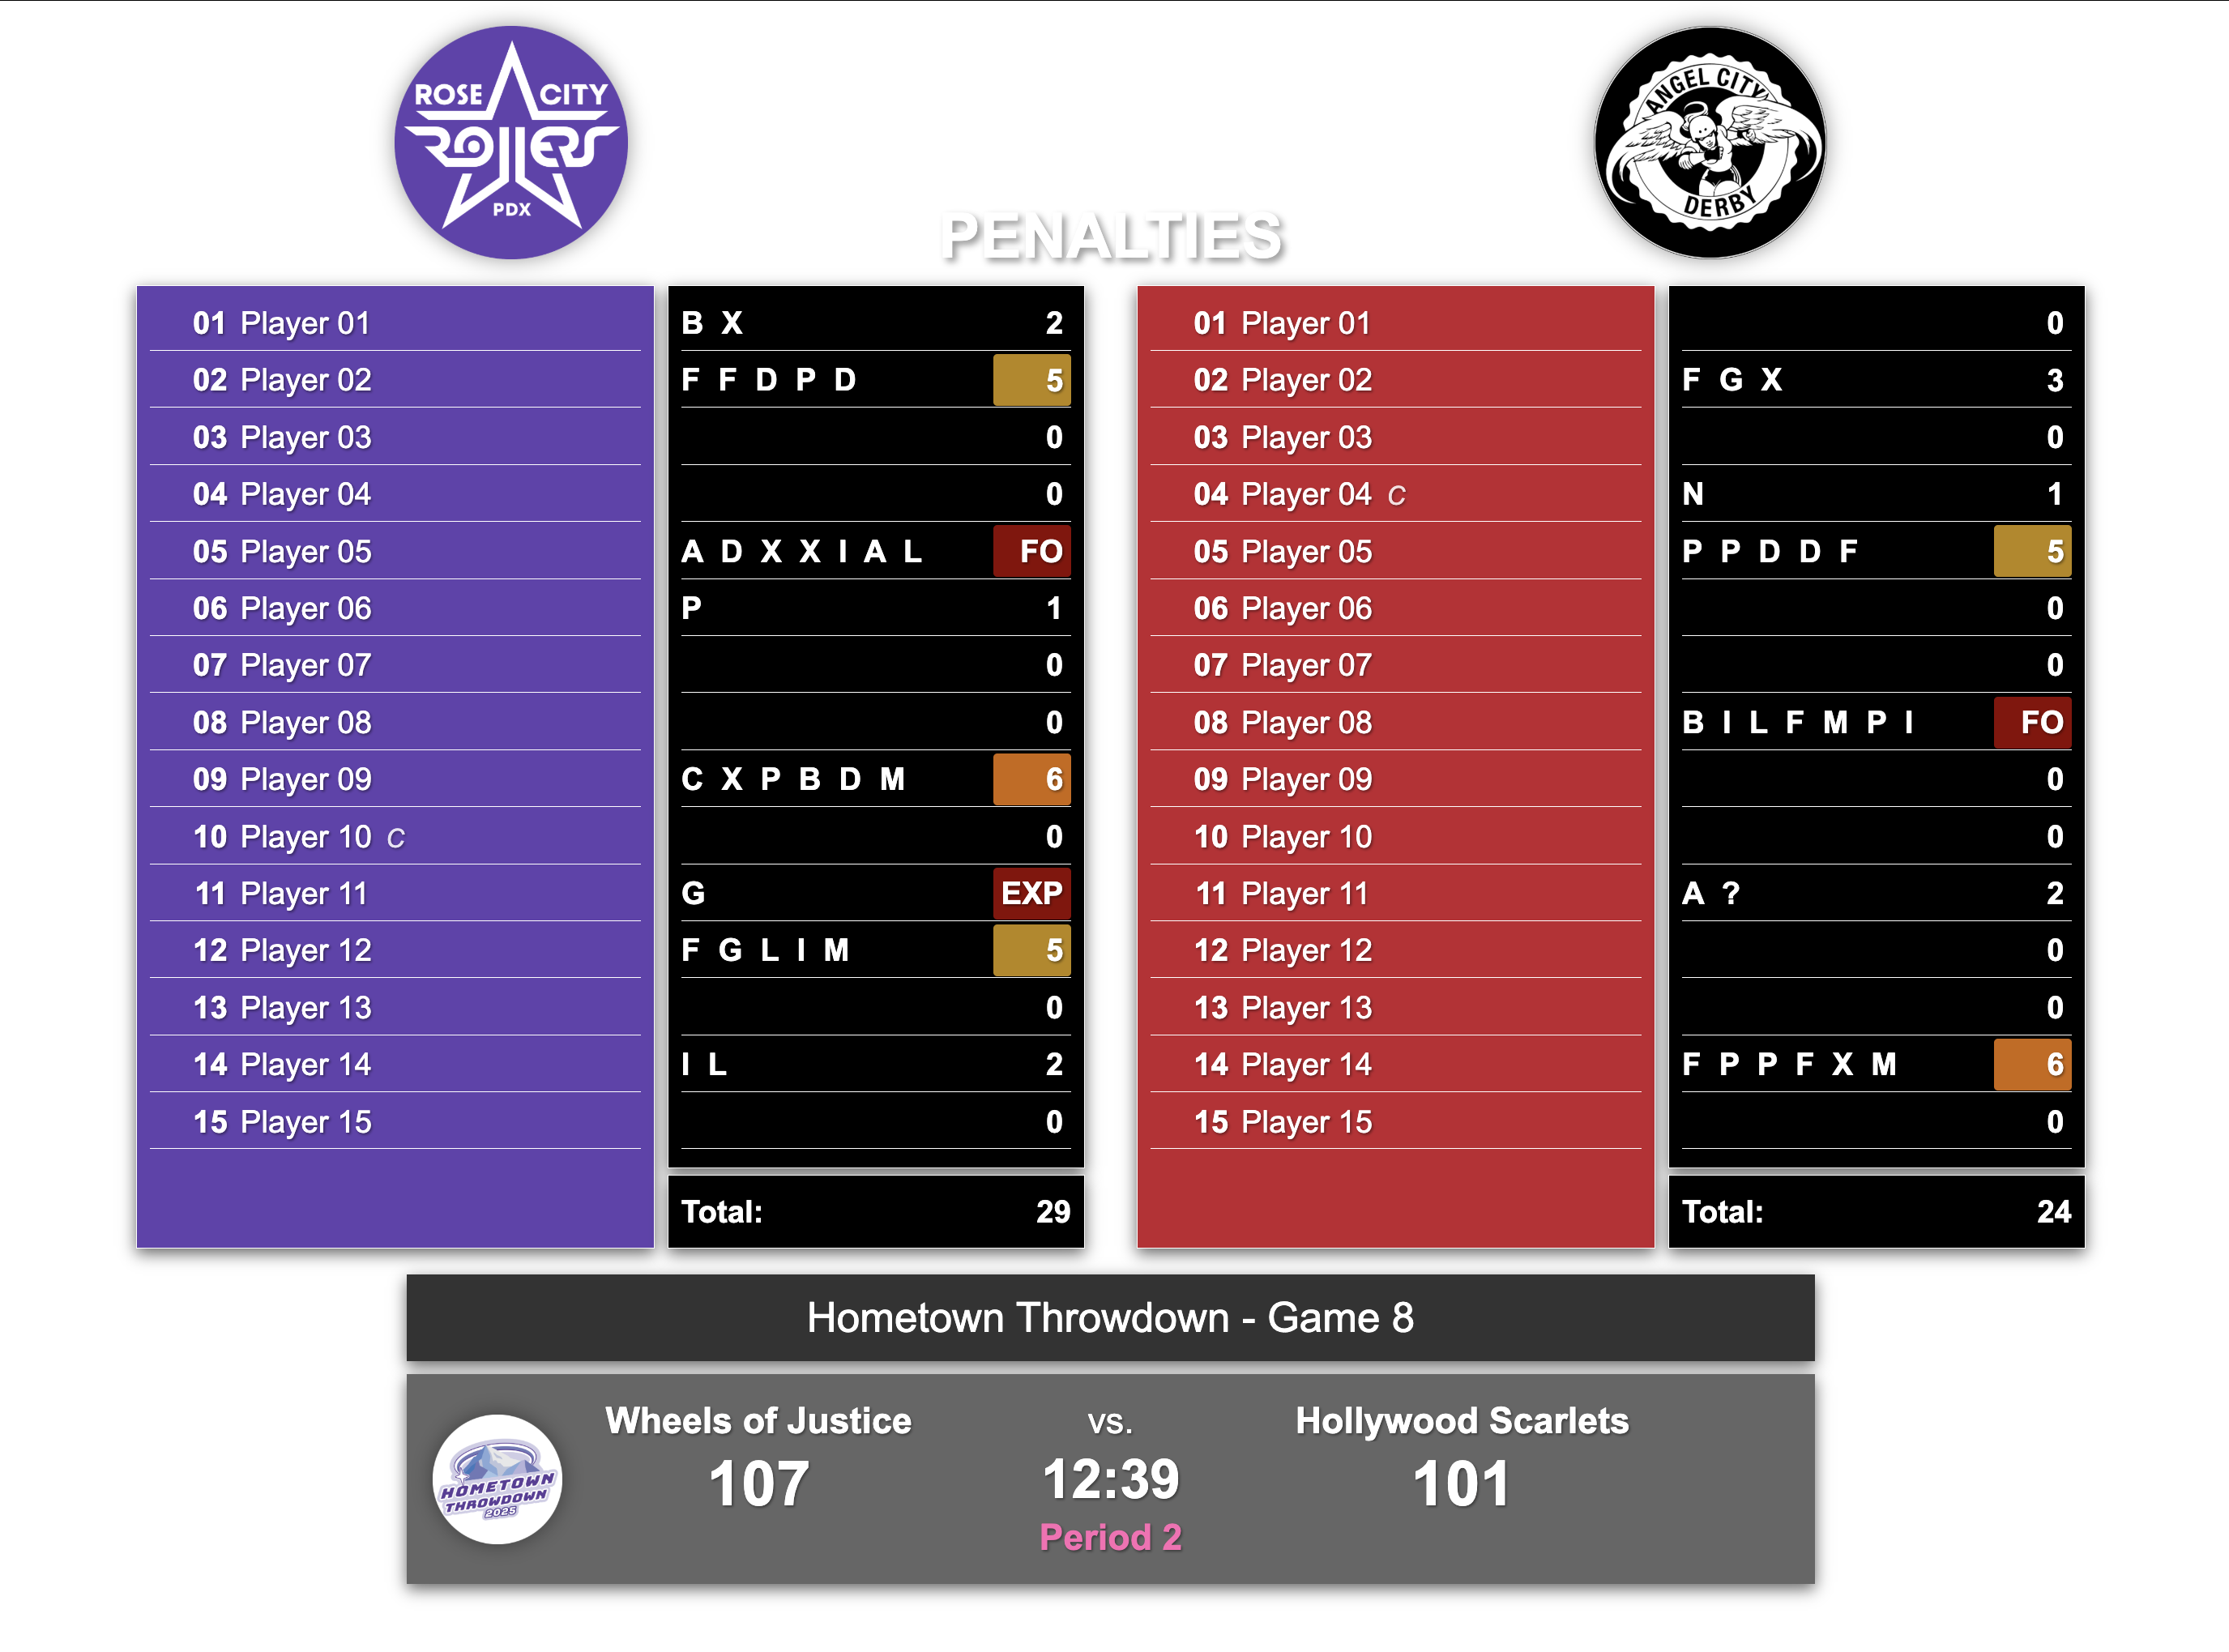 ROSE CITY
ROLLERS
PDX
ANGEL CITY
DERBY
PENALTIES
01 Player 01 B X 2
02 Player 02 F F D P D 5
03 Player 03 0
04 Player 04 0
05 Player 05 A D X X I A L FO
06 Player 06 P 1
07 Player 07 0
08 Player 08 0
09 Player 09 C X P B D M 6
10 Player 10 C 0
11 Player 11 G EXP
12 Player 12 F G L I M 5
13 Player 13 0
14 Player 14 I L 2
15 Player 15 0
Total: 29
01 Player 01 0
02 Player 02 F G X 3
03 Player 03 0
04 Player 04 C N 1
05 Player 05 P P D D F 5
06 Player 06 0
07 Player 07 0
08 Player 08 B I L F M P I FO
09 Player 09 0
10 Player 10 0
11 Player 11 A ? 2
12 Player 12 0
13 Player 13 0
14 Player 14 F P P F X M 6
15 Player 15 0
Total: 24
Hometown Throwdown - Game 8
HOMETOWN
THROWDOWN
2025
Wheels of Justice vs. Hollywood Scarlets
107 12:39 101
Period 2